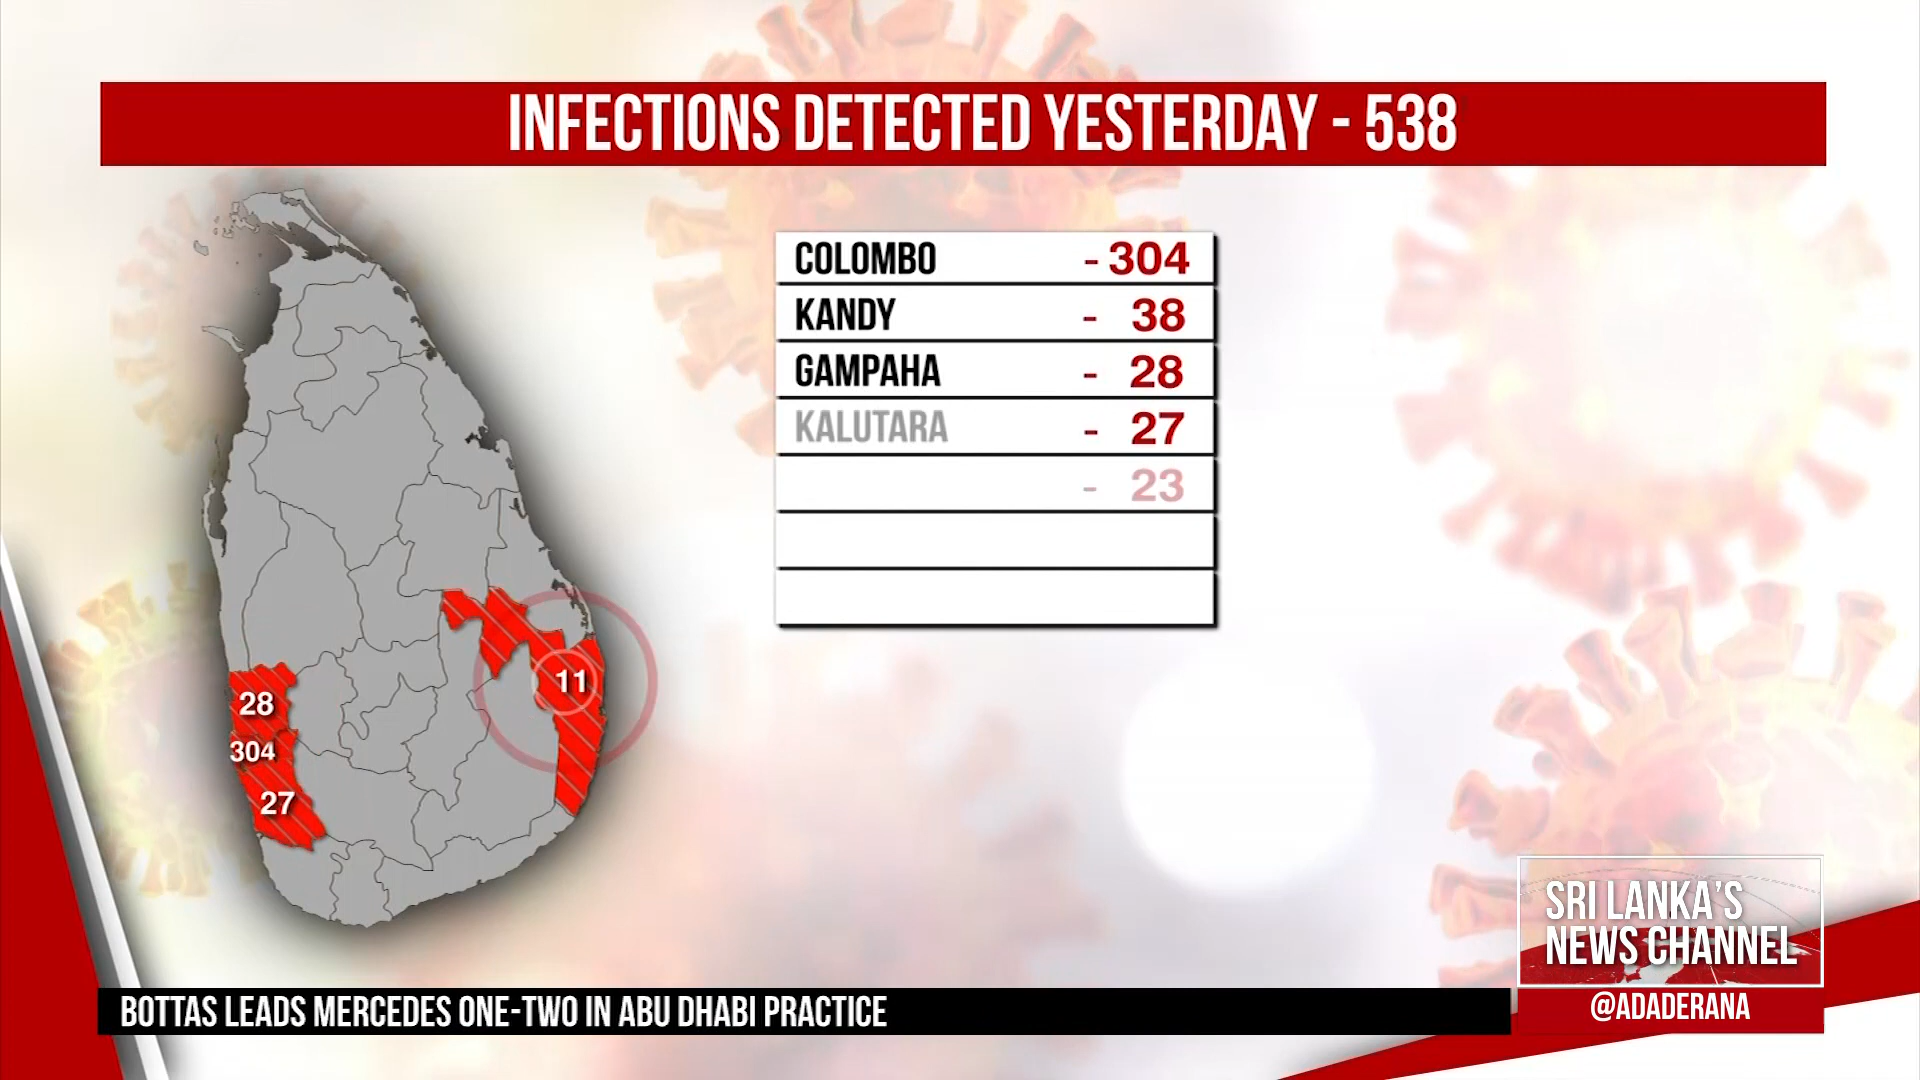 INFECTIONS DETECTED YESTERDAY - 538
COLOMBO - 304
KANDY - 38
GAMPAHA - 28
KALUTARA - 27
- 23
28
304
27
11
SRI LANKA'S
NEWS CHANNEL
@ADADERANA
BOTTAS LEADS MERCEDES ONE-TWO IN ABU DHABI PRACTICE